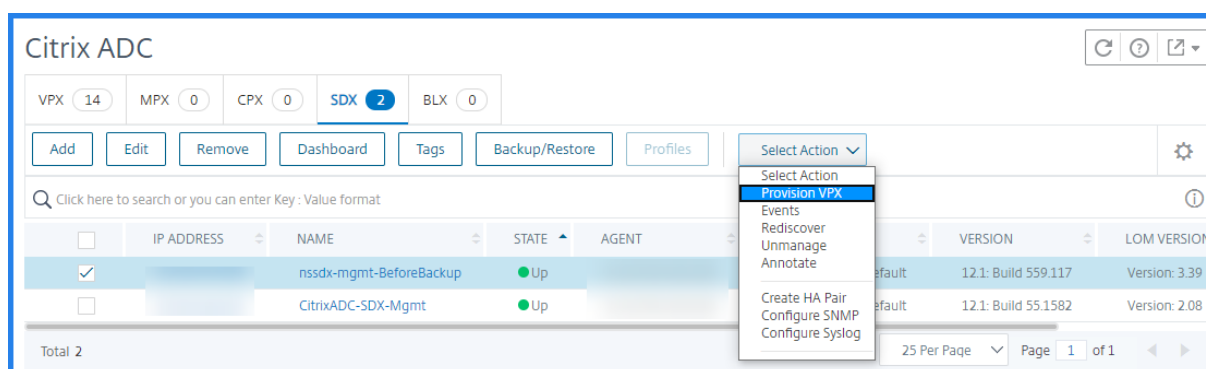 Citrix ADC
VPX 14 MPX 0 CPX 0 SDX 2 BLX 0
Add Edit Remove Dashboard Tags Backup/Restore Profiles Select Action
Click here to search or you can enter Key : Value format
Select Action
Provision VPX
Events
Rediscover
Unmanage
Annotate
Create HA Pair
Configure SNMP
Configure Syslog
IP ADDRESS NAME STATE AGENT VERSION LOM VERSION
nssdx-mgmt-BeforeBackup Up efault 12.1: Build 559.117 Version: 3.39
CitrixADC-SDX-Mgmt Up efault 12.1: Build 55.1582 Version: 2.08
Total 2 25 Per Page Page 1 of 1